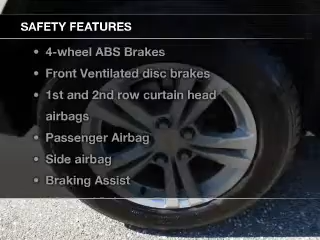 SAFETY FEATURES
• 4-wheel ABS Brakes
• Front Ventilated disc brakes
• 1st and 2nd row curtain head
airbags
• Passenger Airbag
• Side airbag
• Braking Assist